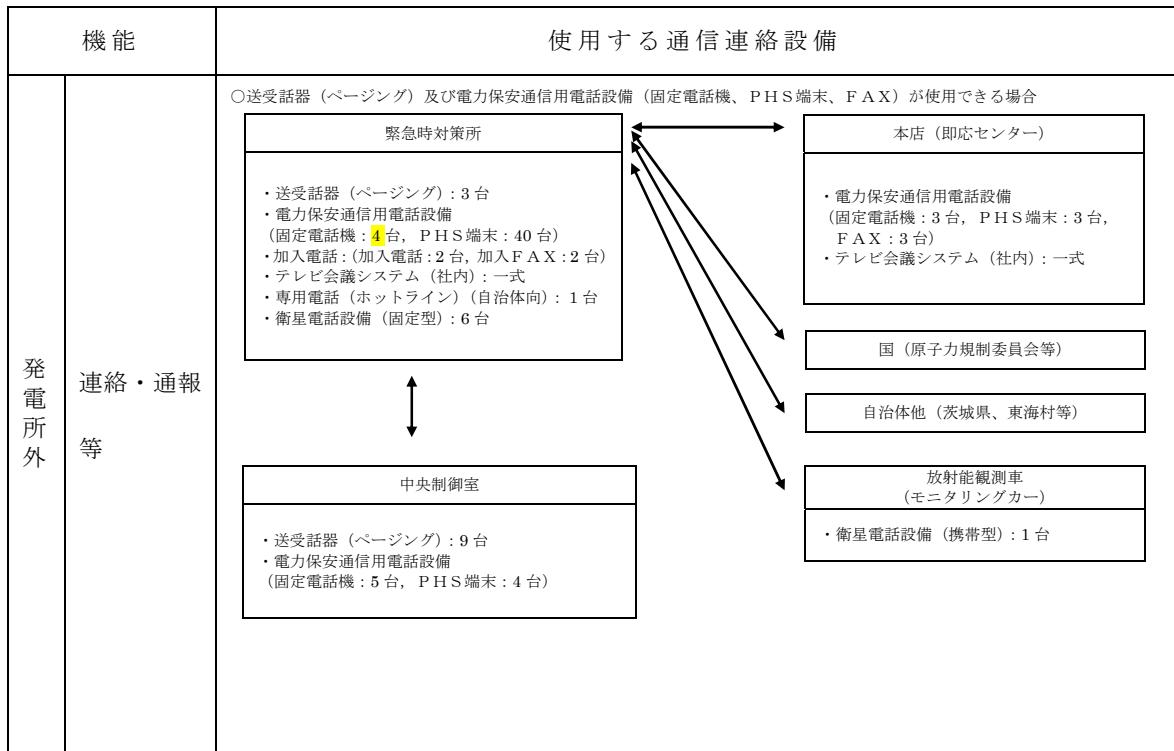 機能
使用する通信連絡設備
発電所外
連絡・通報
等
○送受話器（ページング）及び電力保安通信用電話設備（固定電話機、ＰＨＳ端末、ＦＡＸ）が使用できる場合
緊急時対策所
・送受話器（ページング）：3 台
・電力保安通信用電話設備
（固定電話機：4 台，ＰＨＳ端末：40 台）
・加入電話：（加入電話：2 台，加入ＦＡＸ：2 台）
・テレビ会議システム（社内）：一式
・専用電話（ホットライン）（自治体向）：１台
・衛星電話設備（固定型）：6 台
中央制御室
・送受話器（ページング）：9 台
・電力保安通信用電話設備
（固定電話機：5 台，ＰＨＳ端末：4 台）
本店（即応センター）
・電力保安通信用電話設備
（固定電話機：3 台，ＰＨＳ端末：3 台，
ＦＡＸ：3 台）
・テレビ会議システム（社内）：一式
国（原子力規制委員会等）
自治体他（茨城県、東海村等）
放射能観測車
（モニタリングカー）
・衛星電話設備（携帯型）：1 台